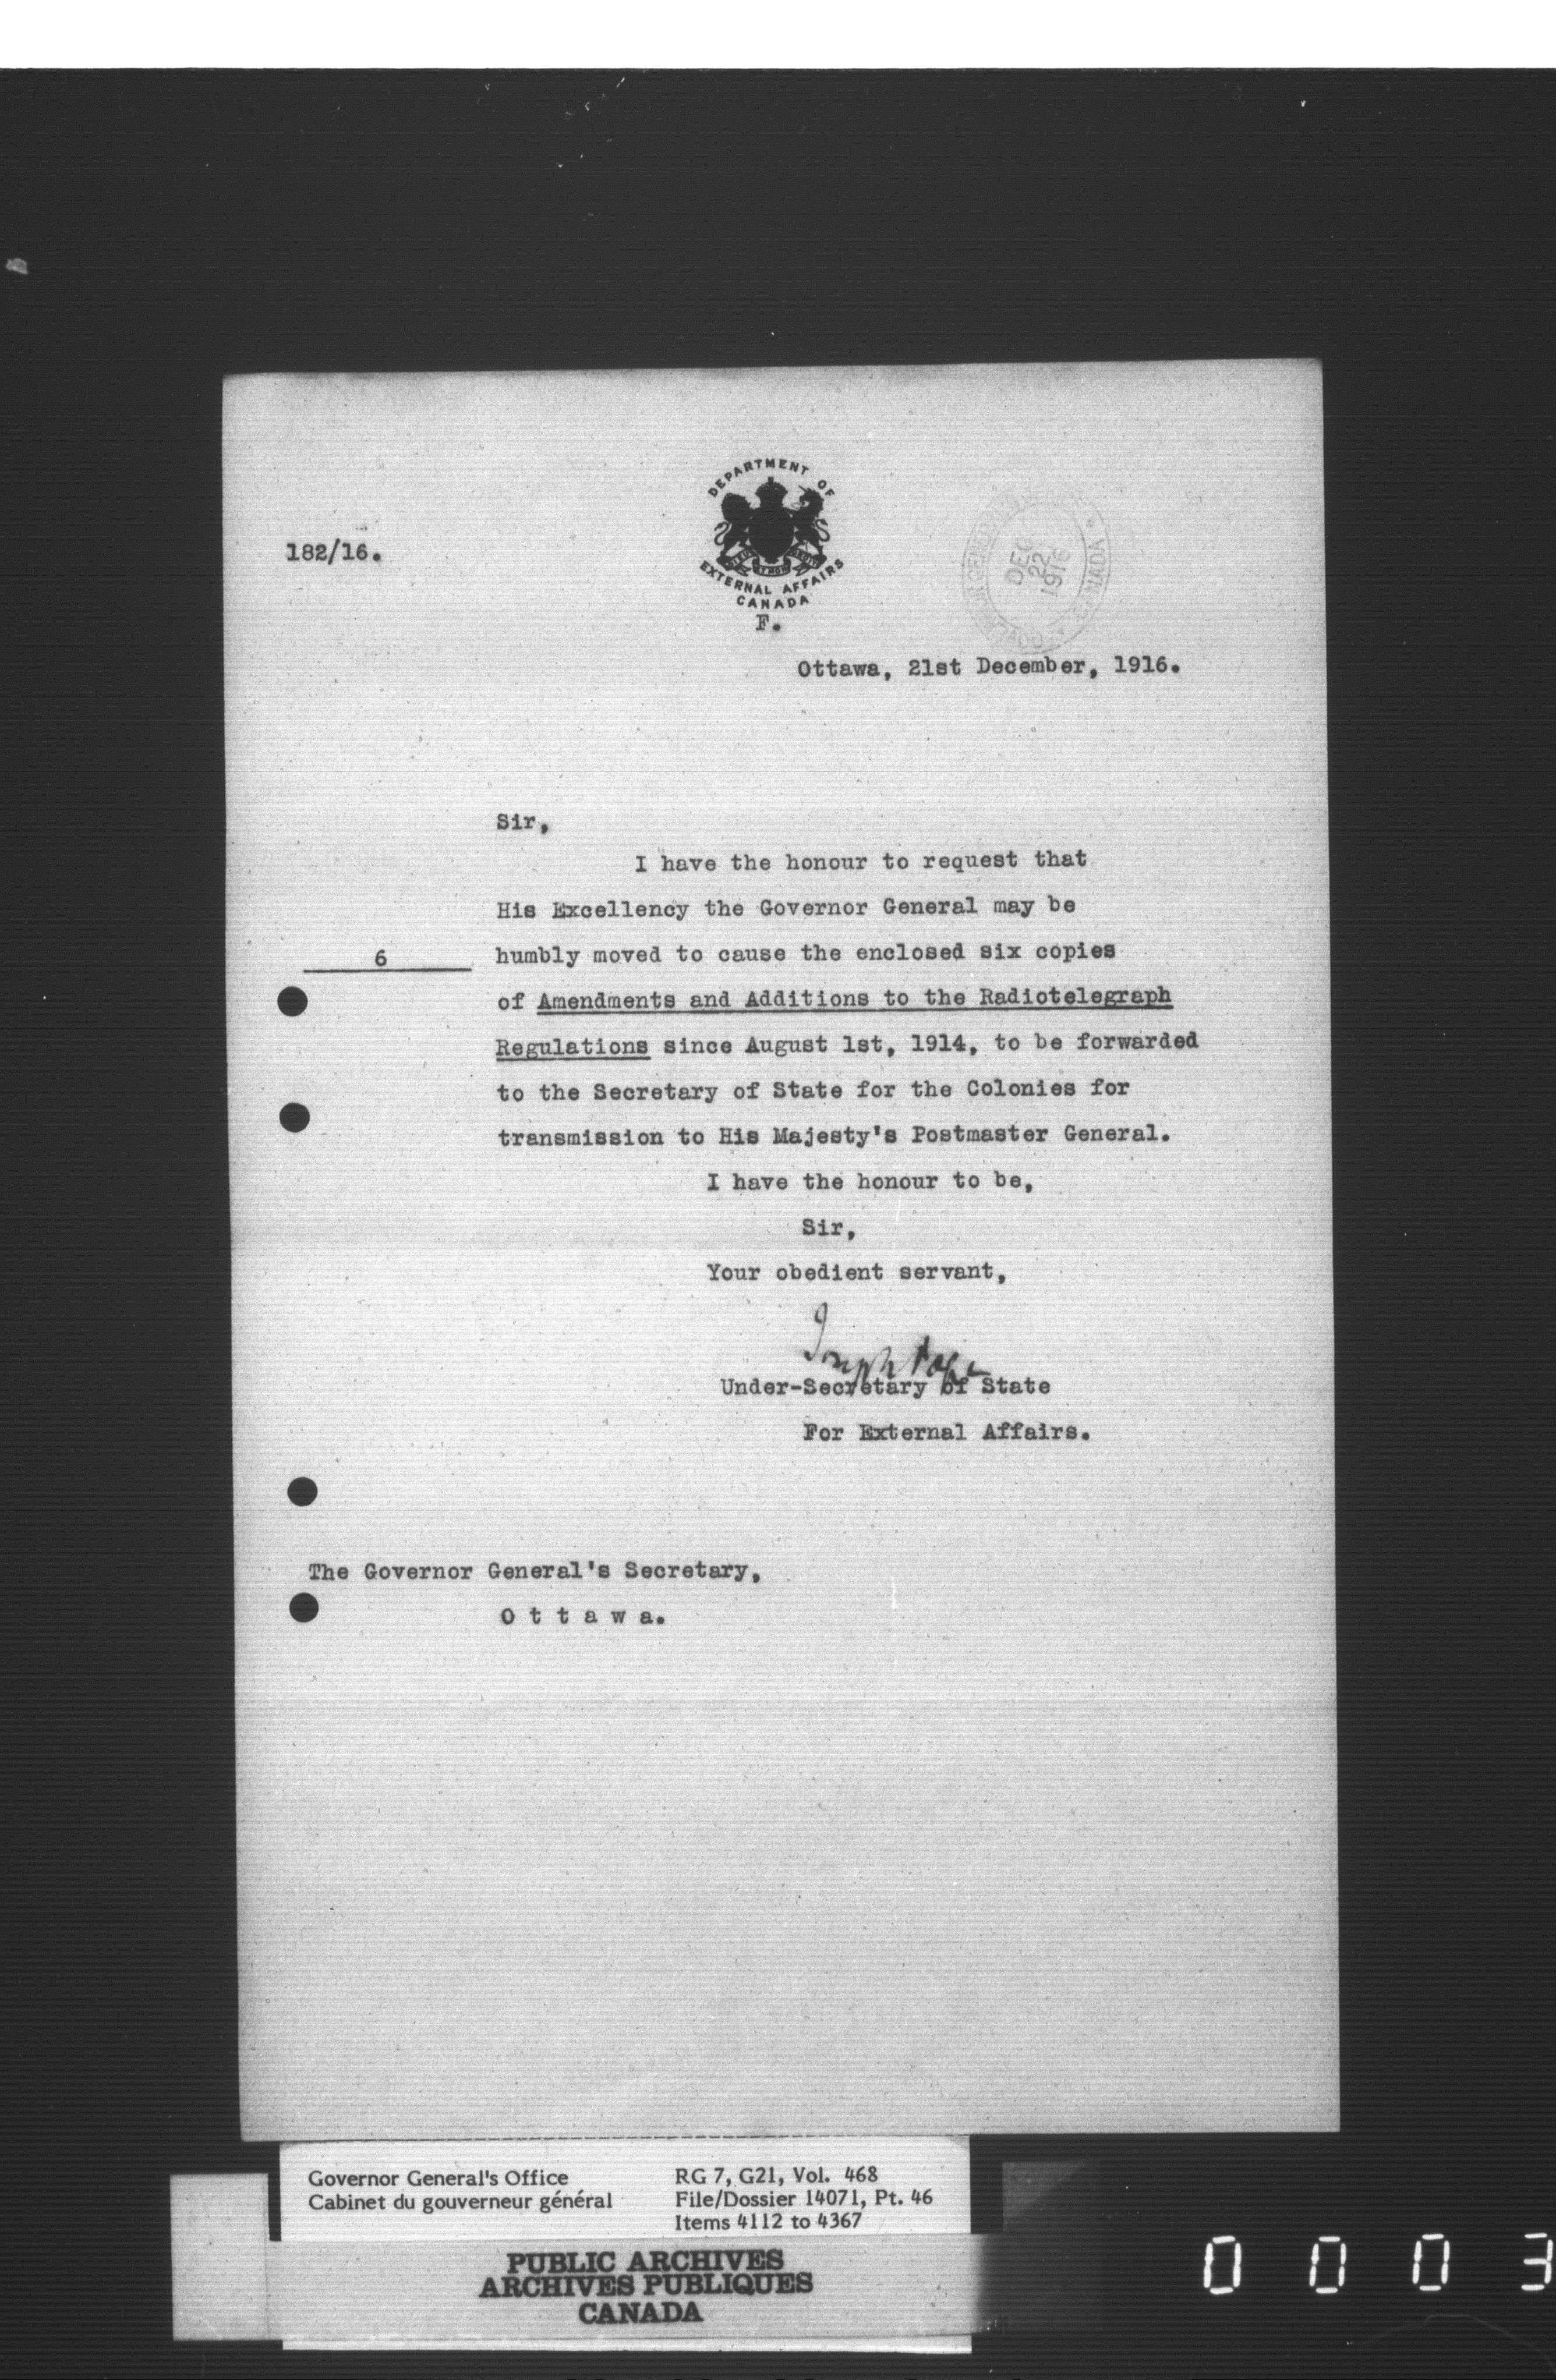 DEPARTMENT OF
EXTERNAL AFFAIRS
CANADA
F.
182/16.
DEC
22
1916
CANADA
Ottawa, 21st December, 1916.
Sir,
I have the honour to request that
His Excellency the Governor General may be
6 humbly moved to cause the enclosed six copies
of Amendments and Additions to the Radiotelegraph
Regulations since August 1st, 1914, to be forwarded
to the Secretary of State for the Colonies for
transmission to His Majesty's Postmaster General.
I have the honour to be,
Sir,
Your obedient servant,
Joseph Pope
Under-Secretary of State
For External Affairs.
The Governor General's Secretary,
O t t a w a.
Governor General's Office
Cabinet du gouverneur général
RG 7, G21, Vol. 468
File/Dossier 14071, Pt. 46
Items 4112 to 4367
PUBLIC ARCHIVES
ARCHIVES PUBLIQUES
CANADA
0 0 0 3